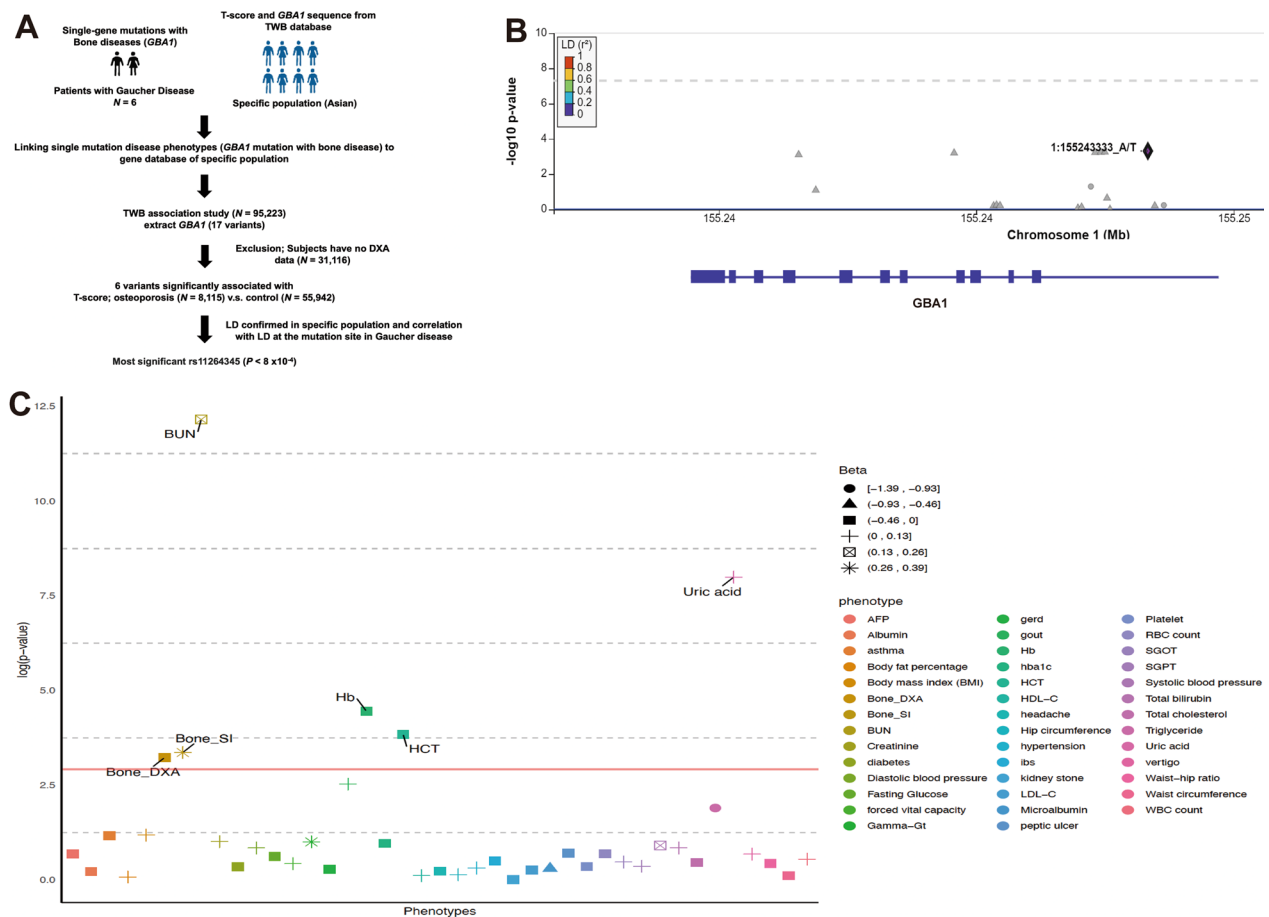 A
Single-gene mutations with
Bone diseases (GBA1)
Patients with Gaucher Disease
N = 6
T-score and GBA1 sequence from
TWB database
Specific population (Asian)
Linking single mutation disease phenotypes (GBA1 mutation with bone disease) to
gene database of specific population
TWB association study (N = 95,223)
extract GBA1 (17 variants)
Exclusion; Subjects have no DXA
data (N = 31,116)
6 variants significantly associated with
T-score; osteoporosis (N = 8,115) v.s. control (N = 55,942)
LD confirmed in specific population and correlation
with LD at the mutation site in Gaucher disease
Most significant rs11264345 (P < 8 x10-4)
B
-log10 p-value
10
8
6
4
2
0
LD (r²)
1
0.8
0.6
0.4
0.2
0
1:155243333_A/T
155.24
155.24
155.25
Chromosome 1 (Mb)
GBA1
C
log(p-value)
12.5
10.0
7.5
5.0
2.5
0.0
BUN
Uric acid
Hb
HCT
Bone_SI
Bone_DXA
Phenotypes
Beta
[−1.39 , −0.93]
(−0.93 , −0.46]
(−0.46 , 0]
(0 , 0.13]
(0.13 , 0.26]
(0.26 , 0.39]
phenotype
AFP
Albumin
asthma
Body fat percentage
Body mass index (BMI)
Bone_DXA
Bone_SI
BUN
Creatinine
diabetes
Diastolic blood pressure
Fasting Glucose
forced vital capacity
Gamma-Gt
gerd
gout
Hb
hba1c
HCT
HDL-C
headache
Hip circumference
hypertension
ibs
kidney stone
LDL-C
Microalbumin
peptic ulcer
Platelet
RBC count
SGOT
SGPT
Systolic blood pressure
Total bilirubin
Total cholesterol
Triglyceride
Uric acid
vertigo
Waist-hip ratio
Waist circumference
WBC count